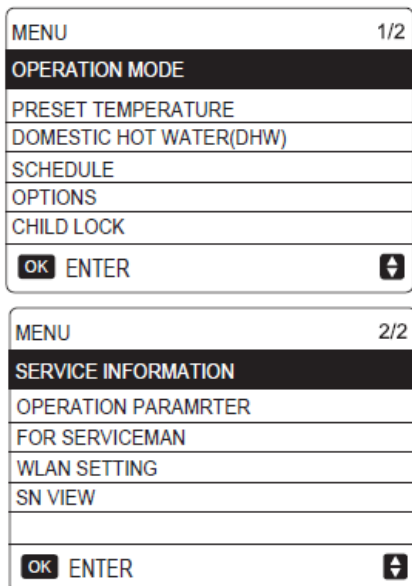 MENU 1/2
OPERATION MODE
PRESET TEMPERATURE
DOMESTIC HOT WATER(DHW)
SCHEDULE
OPTIONS
CHILD LOCK
OK ENTER
MENU 2/2
SERVICE INFORMATION
OPERATION PARAMRTER
FOR SERVICEMAN
WLAN SETTING
SN VIEW
OK ENTER